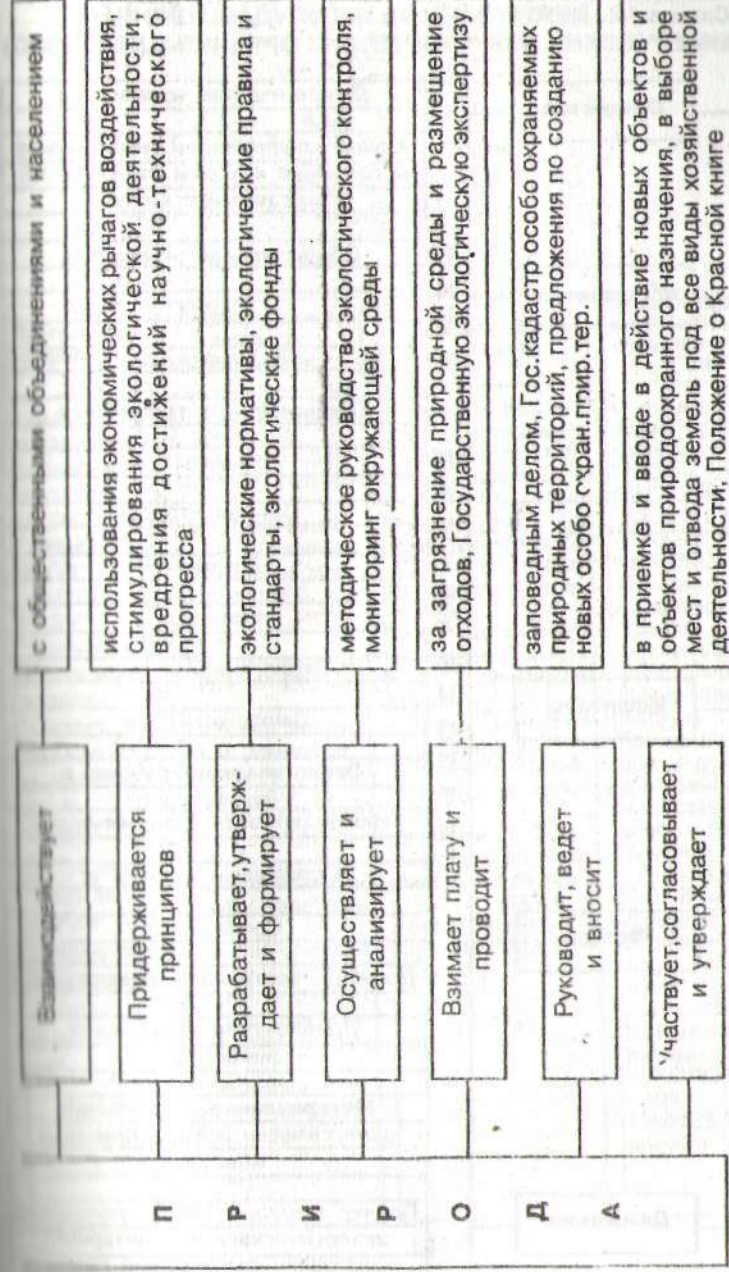 П
Р
И
Р
О
Д
А
Взаимодействует
с общественными объединениями и населением
Придерживается
принципов
использования экономических рычагов воздействия,
стимулирования экологической деятельности,
вредрения достижений научно-технического
прогресса
Разрабатывает,утверж-
дает и формирует
экологические нормативы, экологические правила и
стандарты, экологические фонды
Осуществляет и
анализирует
методическое руководство экологического контроля,
мониторинг окружающей среды
Взимает плату и
проводит
за загрязнение природной среды и размещение
отходов, Государственную экологическую экспертизу
Руководит, ведет
и вносит
заповедным делом, Гос.кадастр особо охраняемых
природных территорий, предложения по созданию
новых особо охран.прир.тер.
Участвует,согласовывает
и утверждает
в приемке и вводе в действие новых объектов и
объектов природоохранного назначения, в выборе
мест и отвода земель под все виды хозяйственной
деятельности, Положение о Красной книге